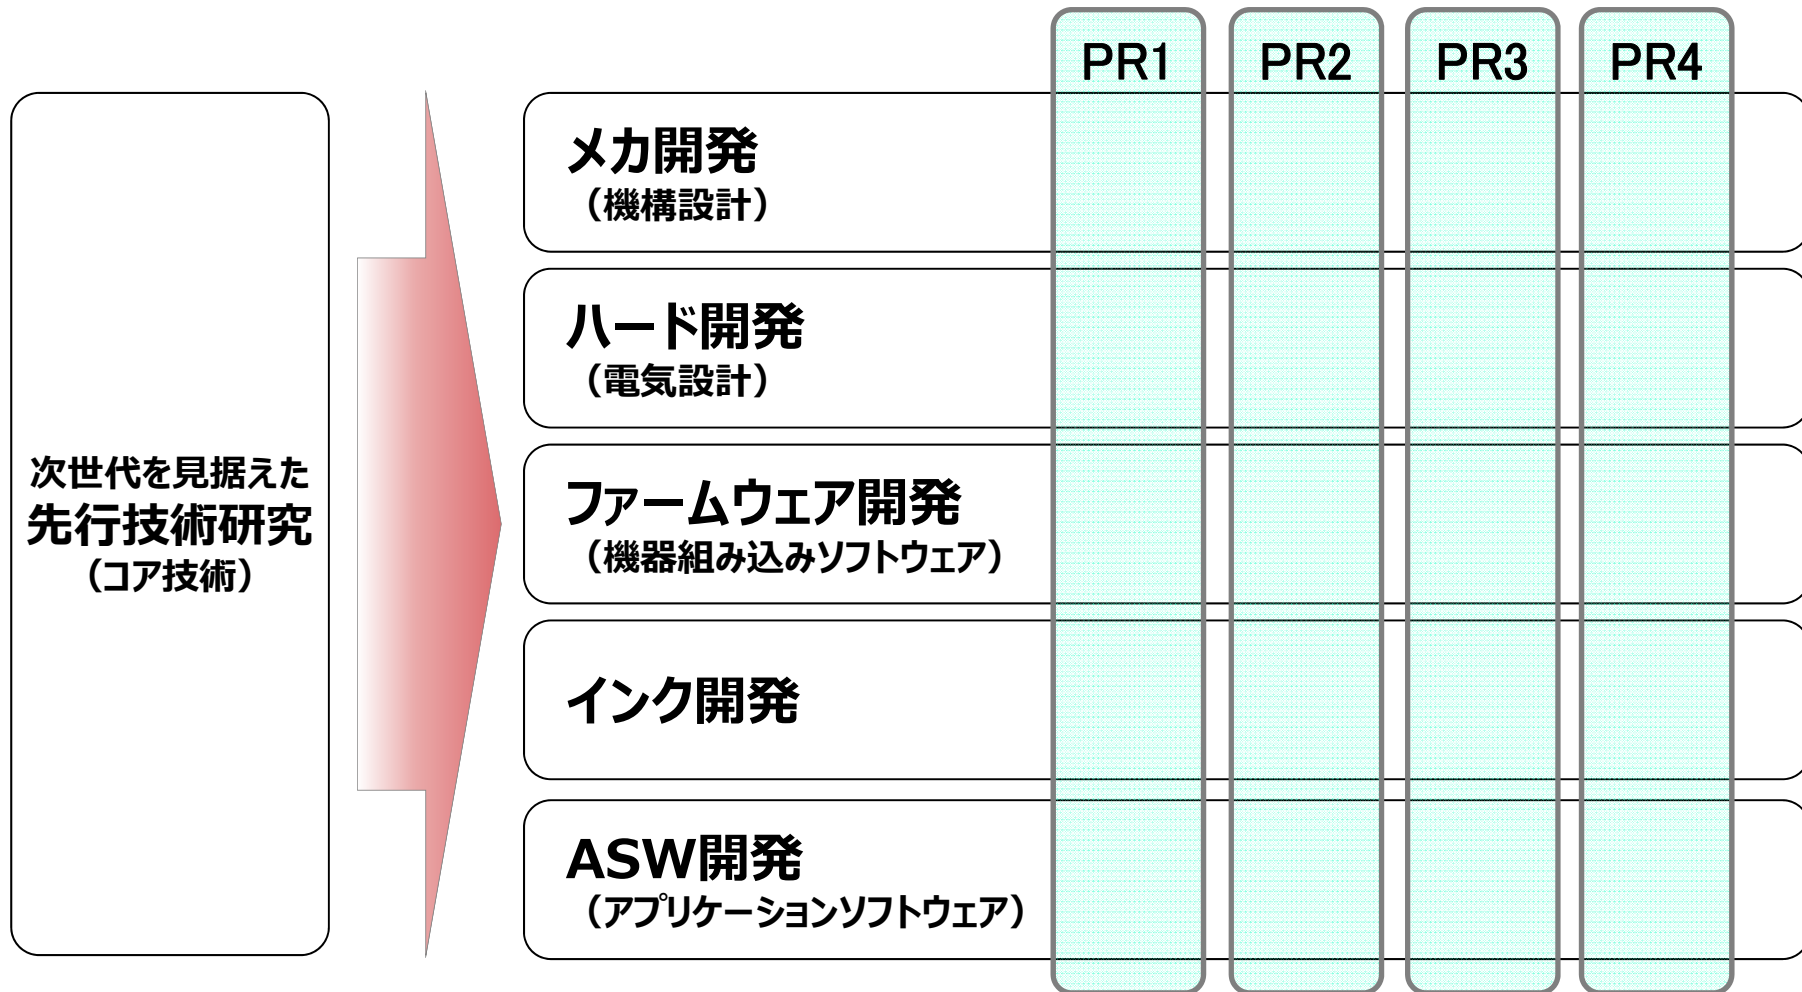 PR1 PR2 PR3 PR4
次世代を見据えた
先行技術研究
（コア技術）
メカ開発
（機構設計）
ハード開発
（電気設計）
ファームウェア開発
（機器組み込みソフトウェア）
インク開発
ASW開発
（アプリケーションソフトウェア）